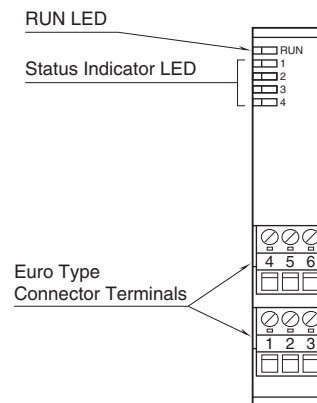 RUN LED
RUN
Status Indicator LED
1
2
3
4
Euro Type
Connector Terminals
4 5 6
1 2 3